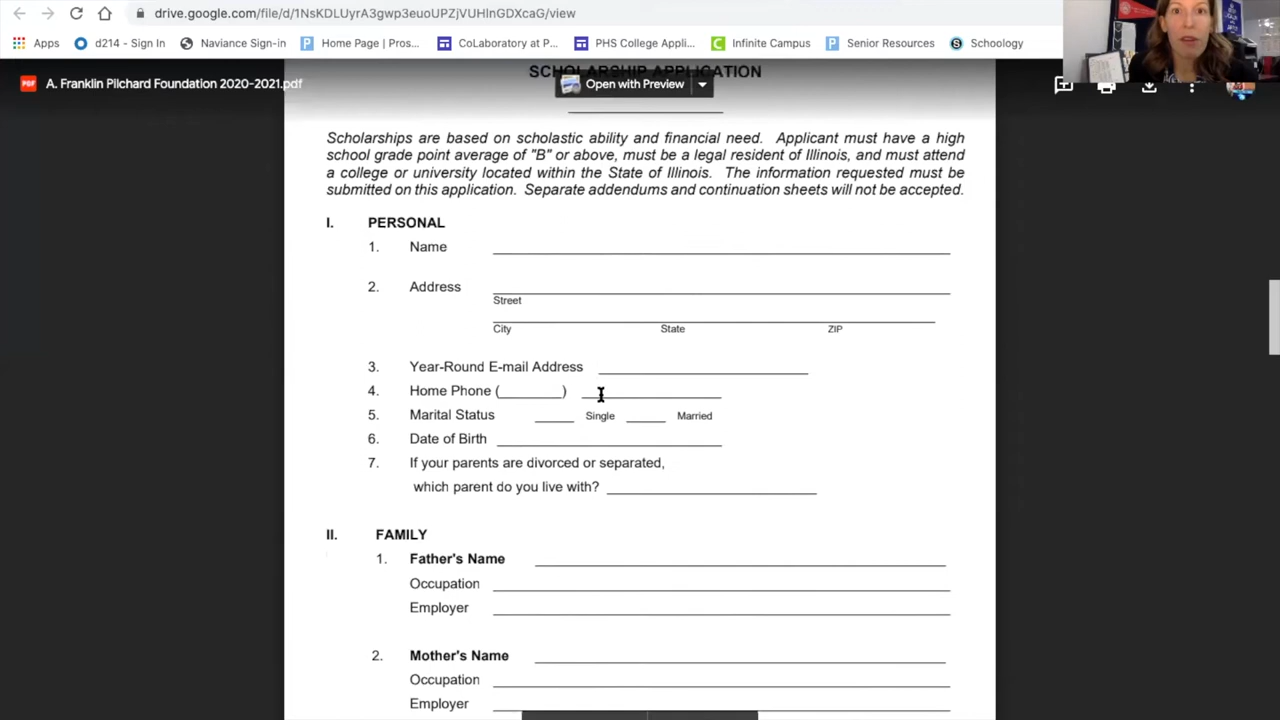 drive.google.com/file/d/1NsKDLUyrA3gwp3euoUPZjVUHlnGDXcaG/view
Apps d214 - Sign In Naviance Sign-in Home Page | Pros... CoLaboratory at P... PHS College Appli... Infinite Campus Senior Resources Schoology
A. Franklin Pilchard Foundation 2020-2021.pdf
Open with Preview
SCHOLARSHIP APPLICATION
Scholarships are based on scholastic ability and financial need. Applicant must have a high
school grade point average of "B" or above, must be a legal resident of Illinois, and must attend
a college or university located within the State of Illinois. The information requested must be
submitted on this application. Separate addendums and continuation sheets will not be accepted.
I. PERSONAL
1. Name
2. Address
Street
City State ZIP
3. Year-Round E-mail Address
4. Home Phone (________)
5. Marital Status _____ Single _____ Married
6. Date of Birth
7. If your parents are divorced or separated,
which parent do you live with?
II. FAMILY
1. Father's Name
Occupation
Employer
2. Mother's Name
Occupation
Employer